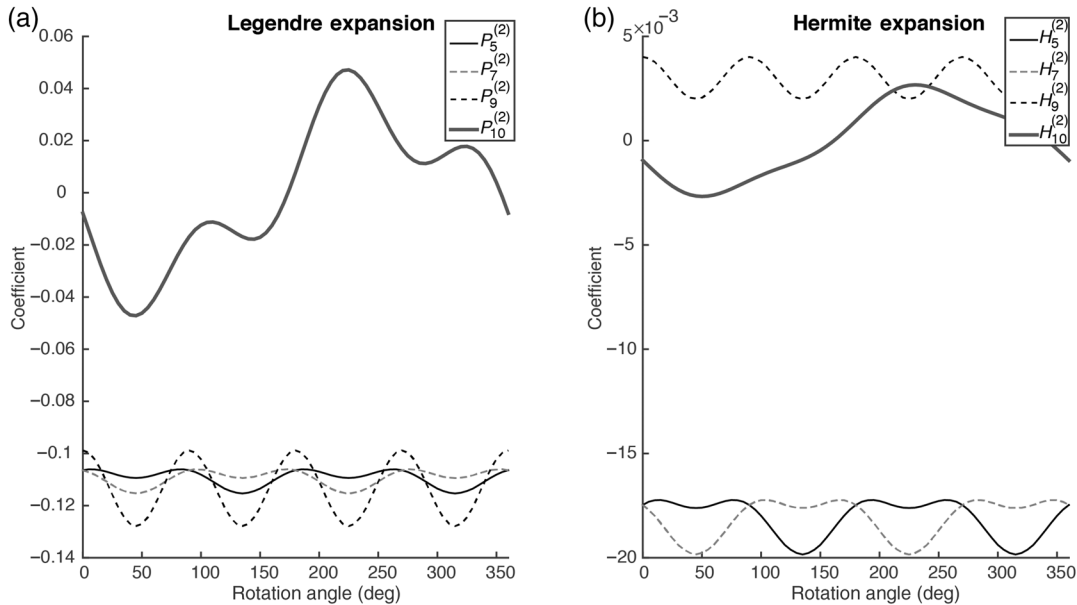 (a)
Legendre expansion
P5(2)
P7(2)
P9(2)
P10(2)
0.06
0.04
0.02
0
−0.02
−0.04
−0.06
−0.08
−0.1
−0.12
−0.14
Coefficient
0 50 100 150 200 250 300 350
Rotation angle (deg)
(b)
Hermite expansion
H5(2)
H7(2)
H9(2)
H10(2)
5×10−3
0
−5
−10
−15
−20
Coefficient
0 50 100 150 200 250 300 350
Rotation angle (deg)